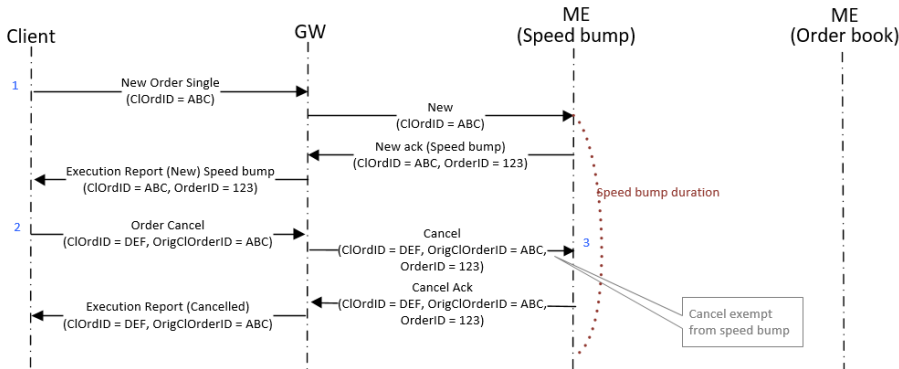 Client
GW
ME
(Speed bump)
ME
(Order book)
1
New Order Single
(ClOrdID = ABC)
New
(ClOrdID = ABC)
New ack (Speed bump)
(ClOrdID = ABC, OrderID = 123)
Execution Report (New) Speed bump
(ClOrdID = ABC, OrderID = 123)
Speed bump duration
2
Order Cancel
(ClOrdID = DEF, OrigClOrderID = ABC)
Cancel
(ClOrdID = DEF, OrigClOrderID = ABC,
OrderID = 123)
3
Cancel Ack
(ClOrdID = DEF, OrigClOrderID = ABC,
OrderID = 123)
Execution Report (Cancelled)
(ClOrdID = DEF, OrigClOrderID = ABC)
Cancel exempt
from speed bump